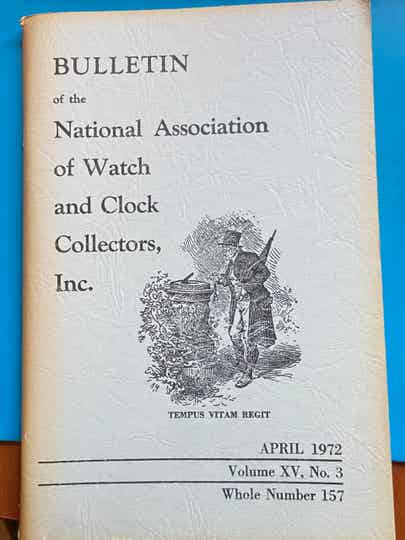 BULLETIN
of the
National Association
of Watch
and Clock
Collectors,
Inc.
TEMPUS VITAM REGIT
APRIL 1972
Volume XV, No. 3
Whole Number 157